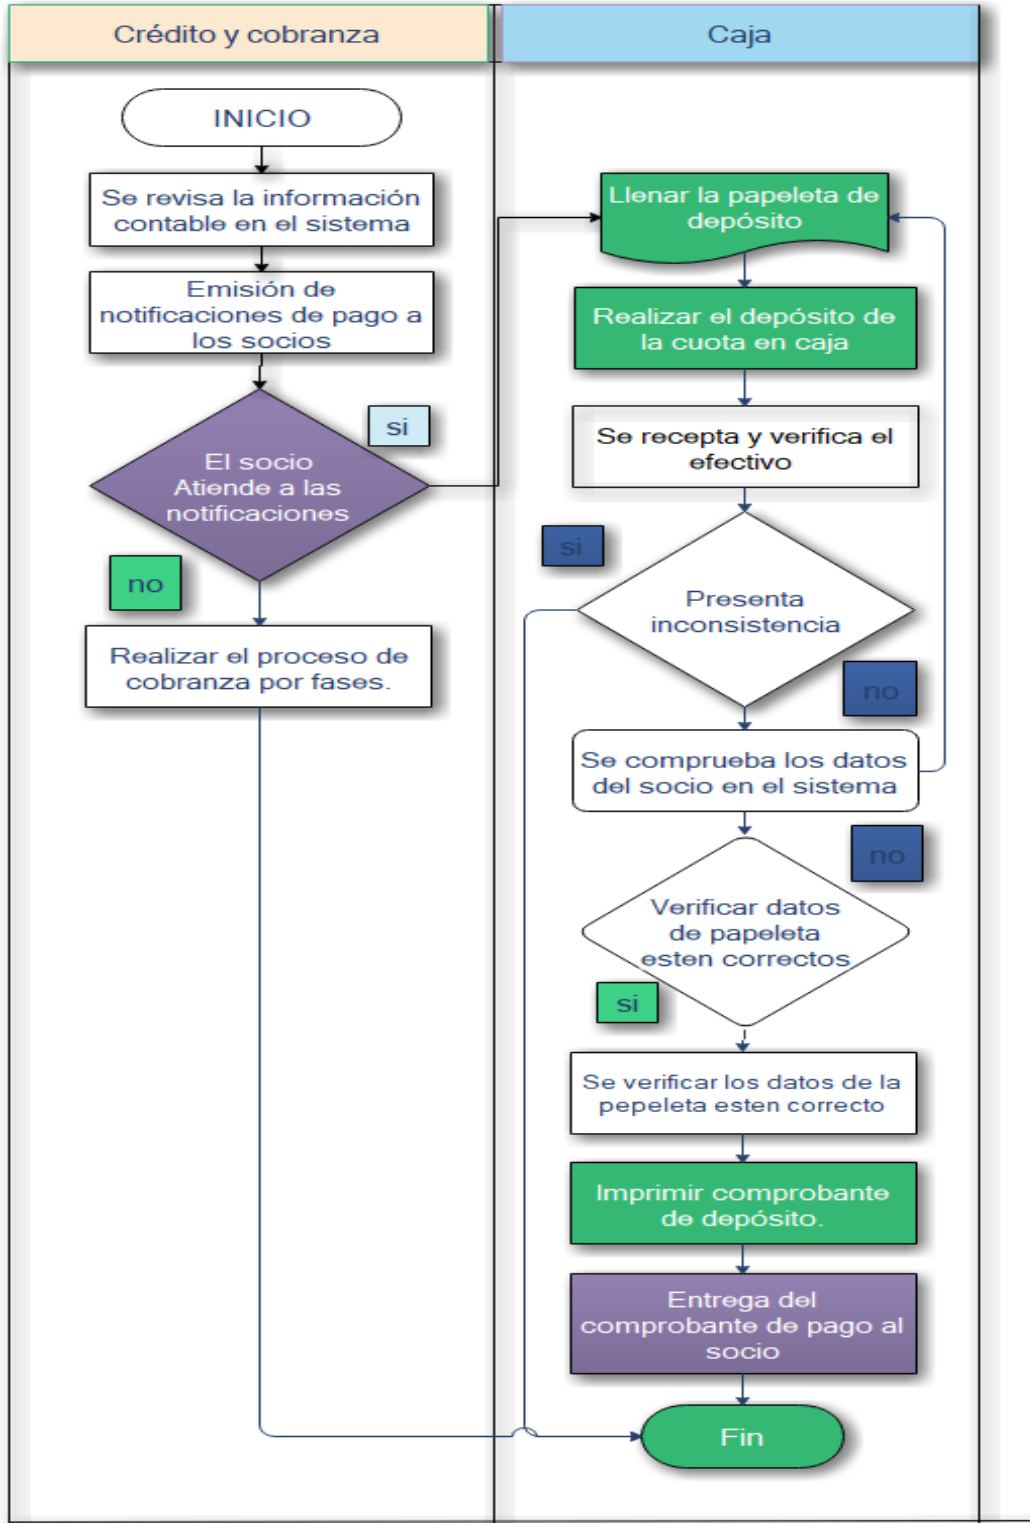 Crédito y cobranza
Caja
INICIO
Se revisa la información
contable en el sistema
Emisión de
notificaciones de pago a
los socios
si
El socio
Atiende a las
notificaciones
no
Realizar el proceso de
cobranza por fases.
Llenar la papeleta de
depósito
Realizar el depósito de
la cuota en caja
Se recepta y verifica el
efectivo
si
Presenta
inconsistencia
no
Se comprueba los datos
del socio en el sistema
no
Verificar datos
de papeleta
esten correctos
si
Se verificar los datos de la
pepeleta esten correcto
Imprimir comprobante
de depósito.
Entrega del
comprobante de pago al
socio
Fin